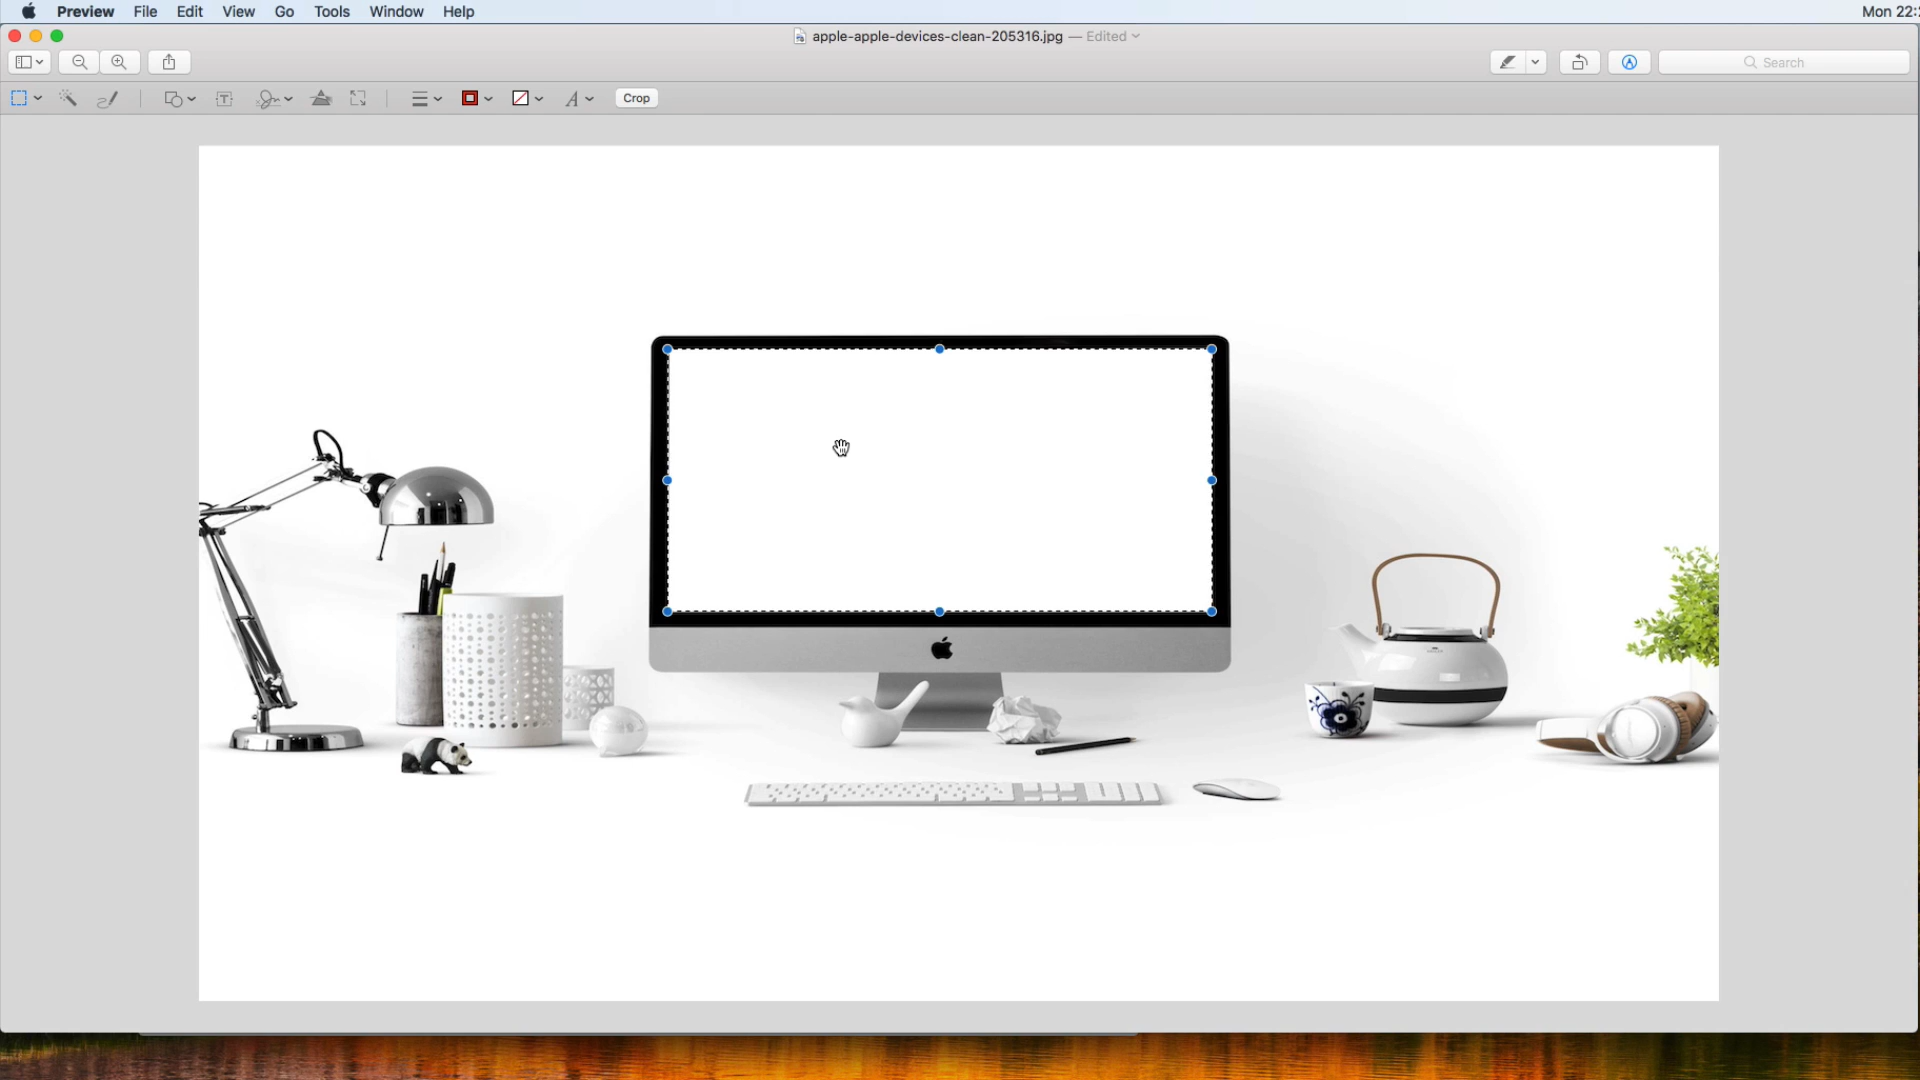 Preview File Edit View Go Tools Window Help Mon 22:
apple-apple-devices-clean-205316.jpg — Edited
Search
Crop